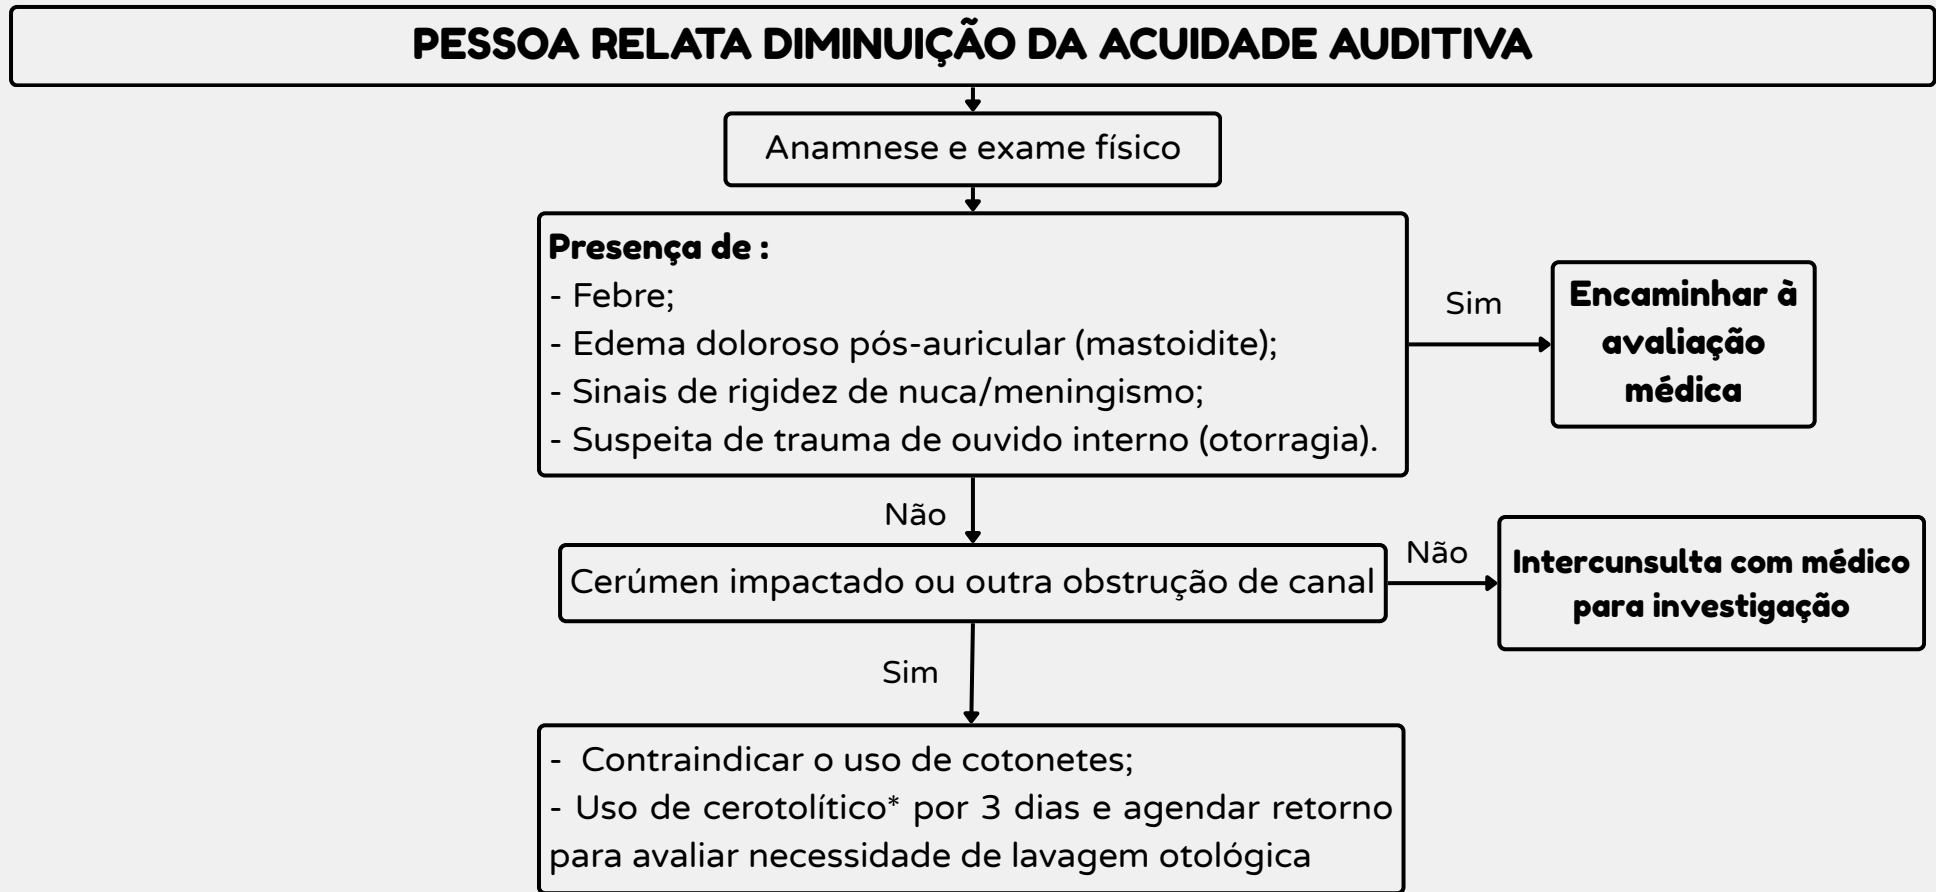 PESSOA RELATA DIMINUIÇÃO DA ACUIDADE AUDITIVA
Anamnese e exame físico
Presença de :
- Febre;
- Edema doloroso pós-auricular (mastoidite);
- Sinais de rigidez de nuca/meningismo;
- Suspeita de trauma de ouvido interno (otorragia).
Sim
Encaminhar à
avaliação
médica
Não
Cerúmen impactado ou outra obstrução de canal
Não
Intercunsulta com médico
para investigação
Sim
- Contraindicar o uso de cotonetes;
- Uso de cerotolítico* por 3 dias e agendar retorno
para avaliar necessidade de lavagem otológica